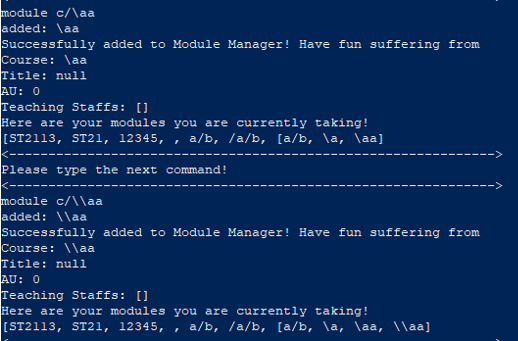 module c/\aa
added: \aa
Successfully added to Module Manager! Have fun suffering from
Course: \aa
Title: null
AU: 0
Teaching Staffs: []
Here are your modules you are currently taking!
[ST2113, ST21, 12345, , a/b, /a/b, [a/b, \a, \aa]
<------------------------------------------------------------->
Please type the next command!
<------------------------------------------------------------->
module c/\\aa
added: \\aa
Successfully added to Module Manager! Have fun suffering from
Course: \\aa
Title: null
AU: 0
Teaching Staffs: []
Here are your modules you are currently taking!
[ST2113, ST21, 12345, , a/b, /a/b, [a/b, \a, \aa, \\aa]